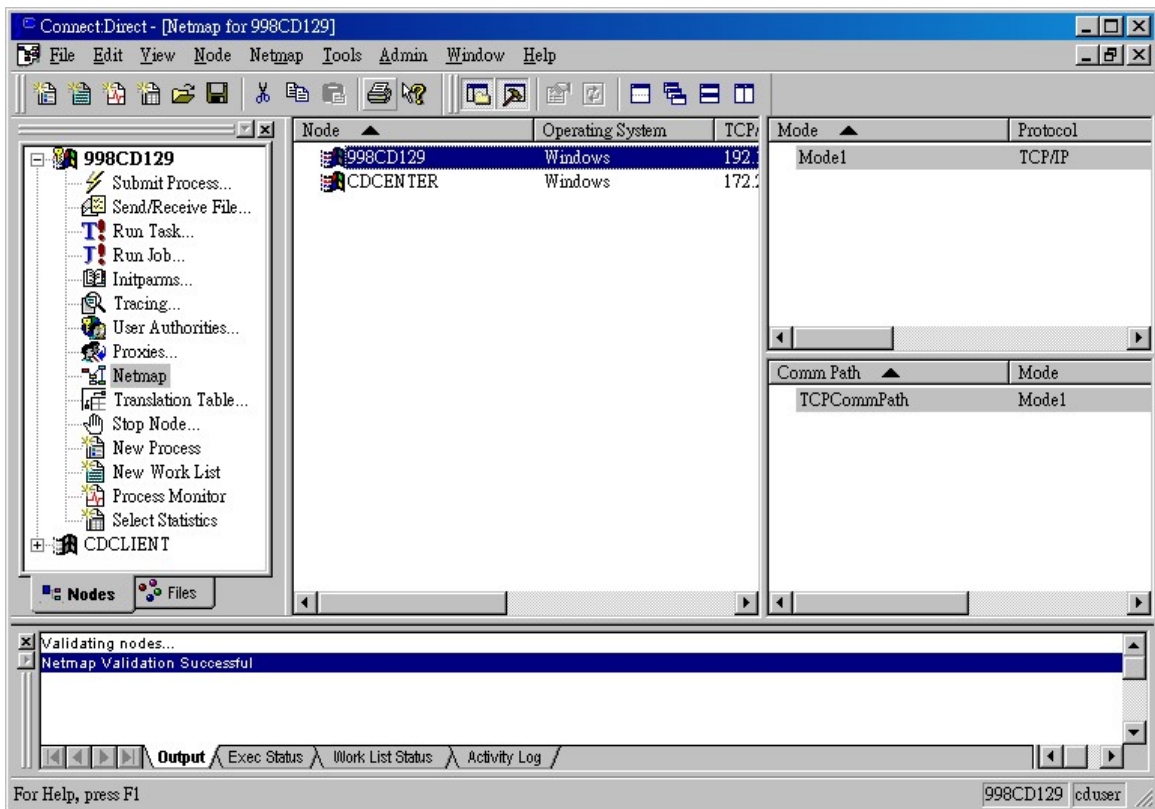 Connect:Direct - [Netmap for 998CD129]
File Edit View Node Netmap Tools Admin Window Help
998CD129
Submit Process...
Send/Receive File...
Run Task...
Run Job...
Initparms...
Tracing...
User Authorities...
Proxies...
Netmap
Translation Table...
Stop Node...
New Process
New Work List
Process Monitor
Select Statistics
CDCLIENT
Nodes Files
Node Operating System TCP/
998CD129 Windows 192.
CDCENTER Windows 172.
Mode Protocol
Mode1 TCP/IP
Comm Path Mode
TCPCommPath Mode1
Validating nodes...
Netmap Validation Successful
Output Exec Status Work List Status Activity Log
For Help, press F1 998CD129 cduser